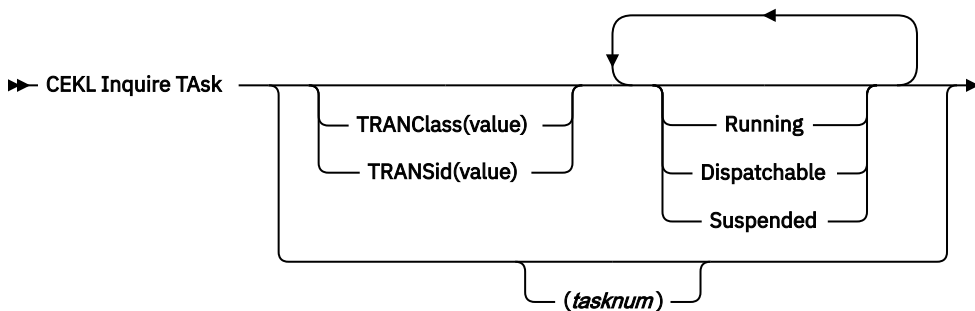 CEKL Inquire TAsk
TRANClass(value)
TRANSid(value)
Running
Dispatchable
Suspended
(tasknum)